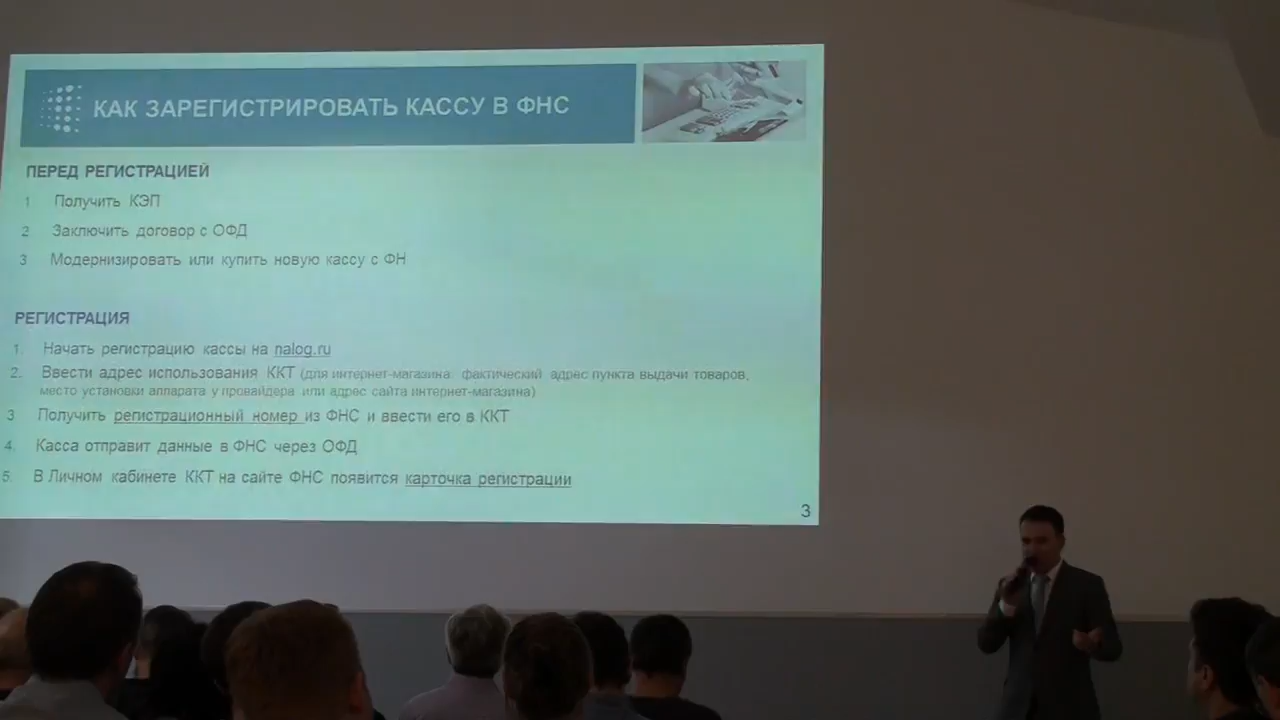 КАК ЗАРЕГИСТРИРОВАТЬ КАССУ В ФНС
ПЕРЕД РЕГИСТРАЦИЕЙ
1 Получить КЭП
2 Заключить договор с ОФД
3 Модернизировать или купить новую кассу с ФН
РЕГИСТРАЦИЯ
1. Начать регистрацию кассы на nalog.ru
2. Ввести адрес использования ККТ (для интернет-магазина: фактический адрес пункта выдачи товаров,
место установки аппарата у провайдера или адрес сайта интернет-магазина)
3 Получить регистрационный номер из ФНС и ввести его в ККТ
4. Касса отправит данные в ФНС через ОФД
5. В Личном кабинете ККТ на сайте ФНС появится карточка регистрации
3